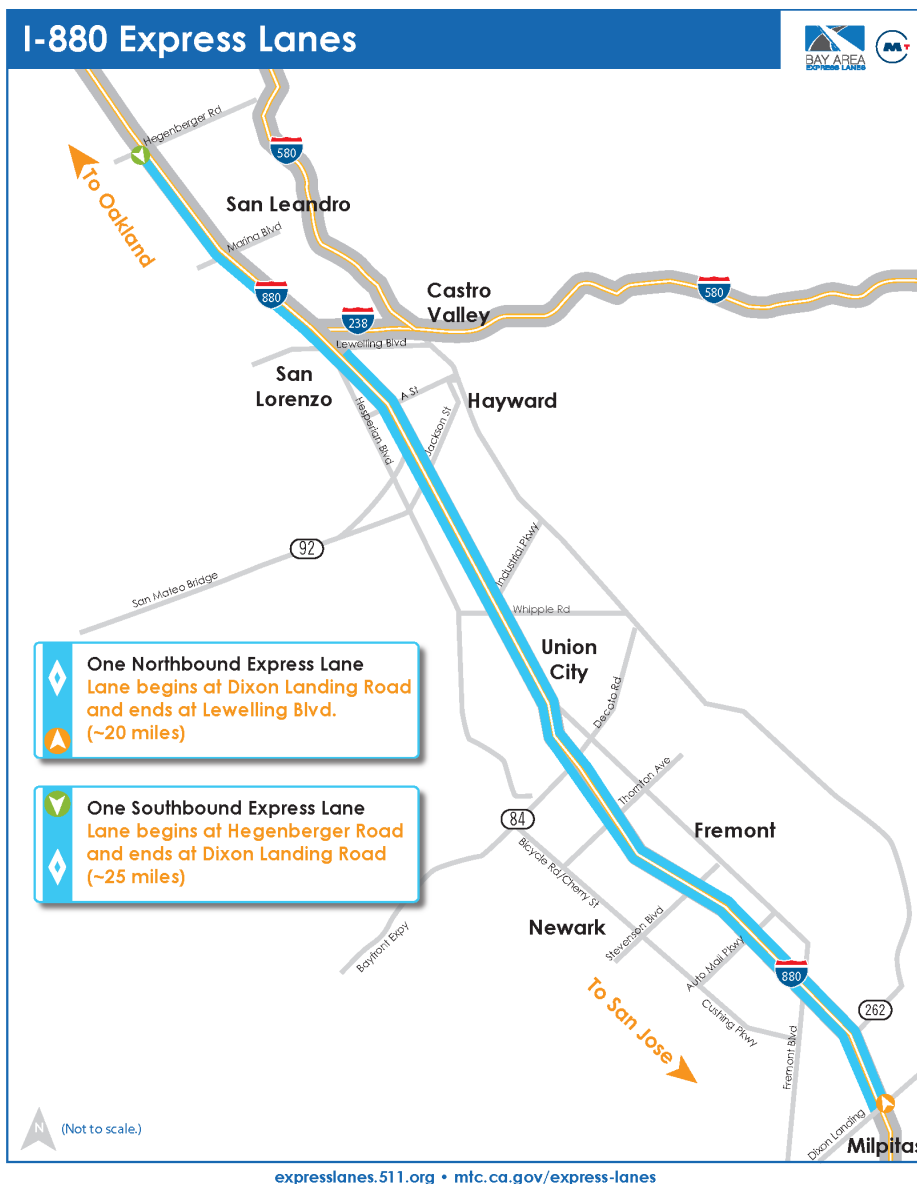 I-880 Express Lanes
BAY AREA
EXPRESS LANES
M T
Hegenberger Rd
580
To Oakland
San Leandro
Marina Blvd
880
238
Castro
Valley
580
Lewelling Blvd
San
Lorenzo
A St
Hayward
Hesperian Blvd
Jackson St
92
San Mateo Bridge
Industrial Pkwy
Whipple Rd
Union
City
Decoto Rd
One Northbound Express Lane
Lane begins at Dixon Landing Road
and ends at Lewelling Blvd.
(~20 miles)
One Southbound Express Lane
Lane begins at Hegenberger Road
and ends at Dixon Landing Road
(~25 miles)
Thornton Ave
84
Fremont
Bicycle Rd/Cherry St
Newark
Stevenson Blvd
Bayfront Expy
Auto Mall Pkwy
880
To San Jose
Cushing Pkwy
262
Fremont Blvd
Dixon Landing
Milpitas
N
(Not to scale.)
expresslanes.511.org • mtc.ca.gov/express-lanes